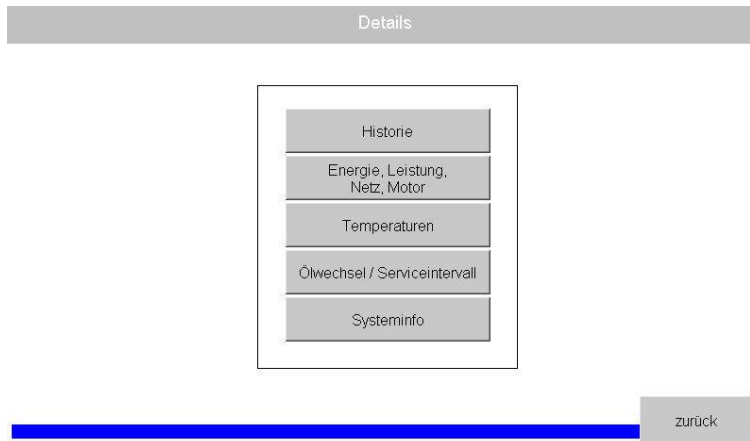 Details
Historie
Energie, Leistung,
Netz, Motor
Temperaturen
Ölwechsel / Serviceintervall
Systeminfo
zurück